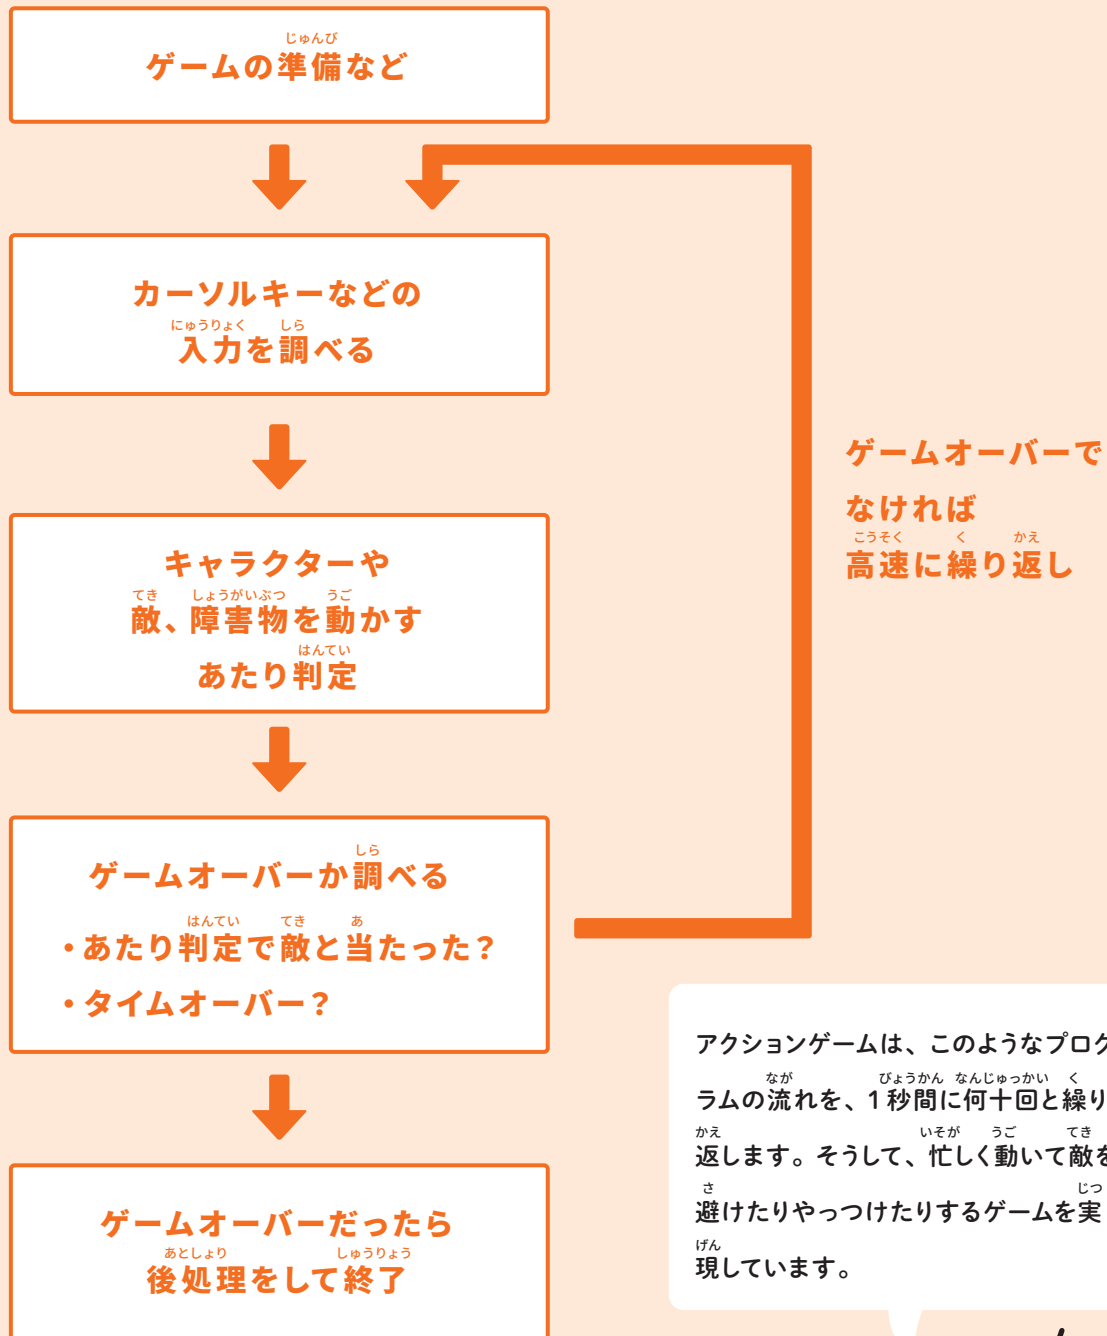 ゲームの準備など
カーソルキーなどの
入力を調べる
キャラクターや
敵、障害物を動かす
あたり判定
ゲームオーバーか調べる
・あたり判定で敵と当たった？
・タイムオーバー？
ゲームオーバーだったら
後処理をして終了
ゲームオーバーで
なければ
高速に繰り返し
アクションゲームは、このようなプログ
ラムの流れを、1秒間に何十回と繰り
返します。そうして、忙しく動いて敵を
避けたりやっつけたりするゲームを実
現しています。